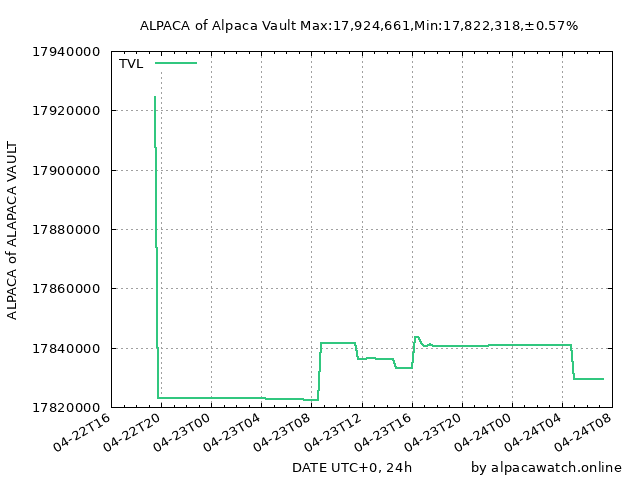 ALPACA of Alpaca Vault Max:17,924,661,Min:17,822,318,±0.57%
TVL
ALPACA of ALAPACA VAULT
17940000
17920000
17900000
17880000
17860000
17840000
17820000
04-22T16
04-22T20
04-23T00
04-23T04
04-23T08
04-23T12
04-23T16
04-23T20
04-24T00
04-24T04
04-24T08
DATE UTC+0, 24h
by alpacawatch.online